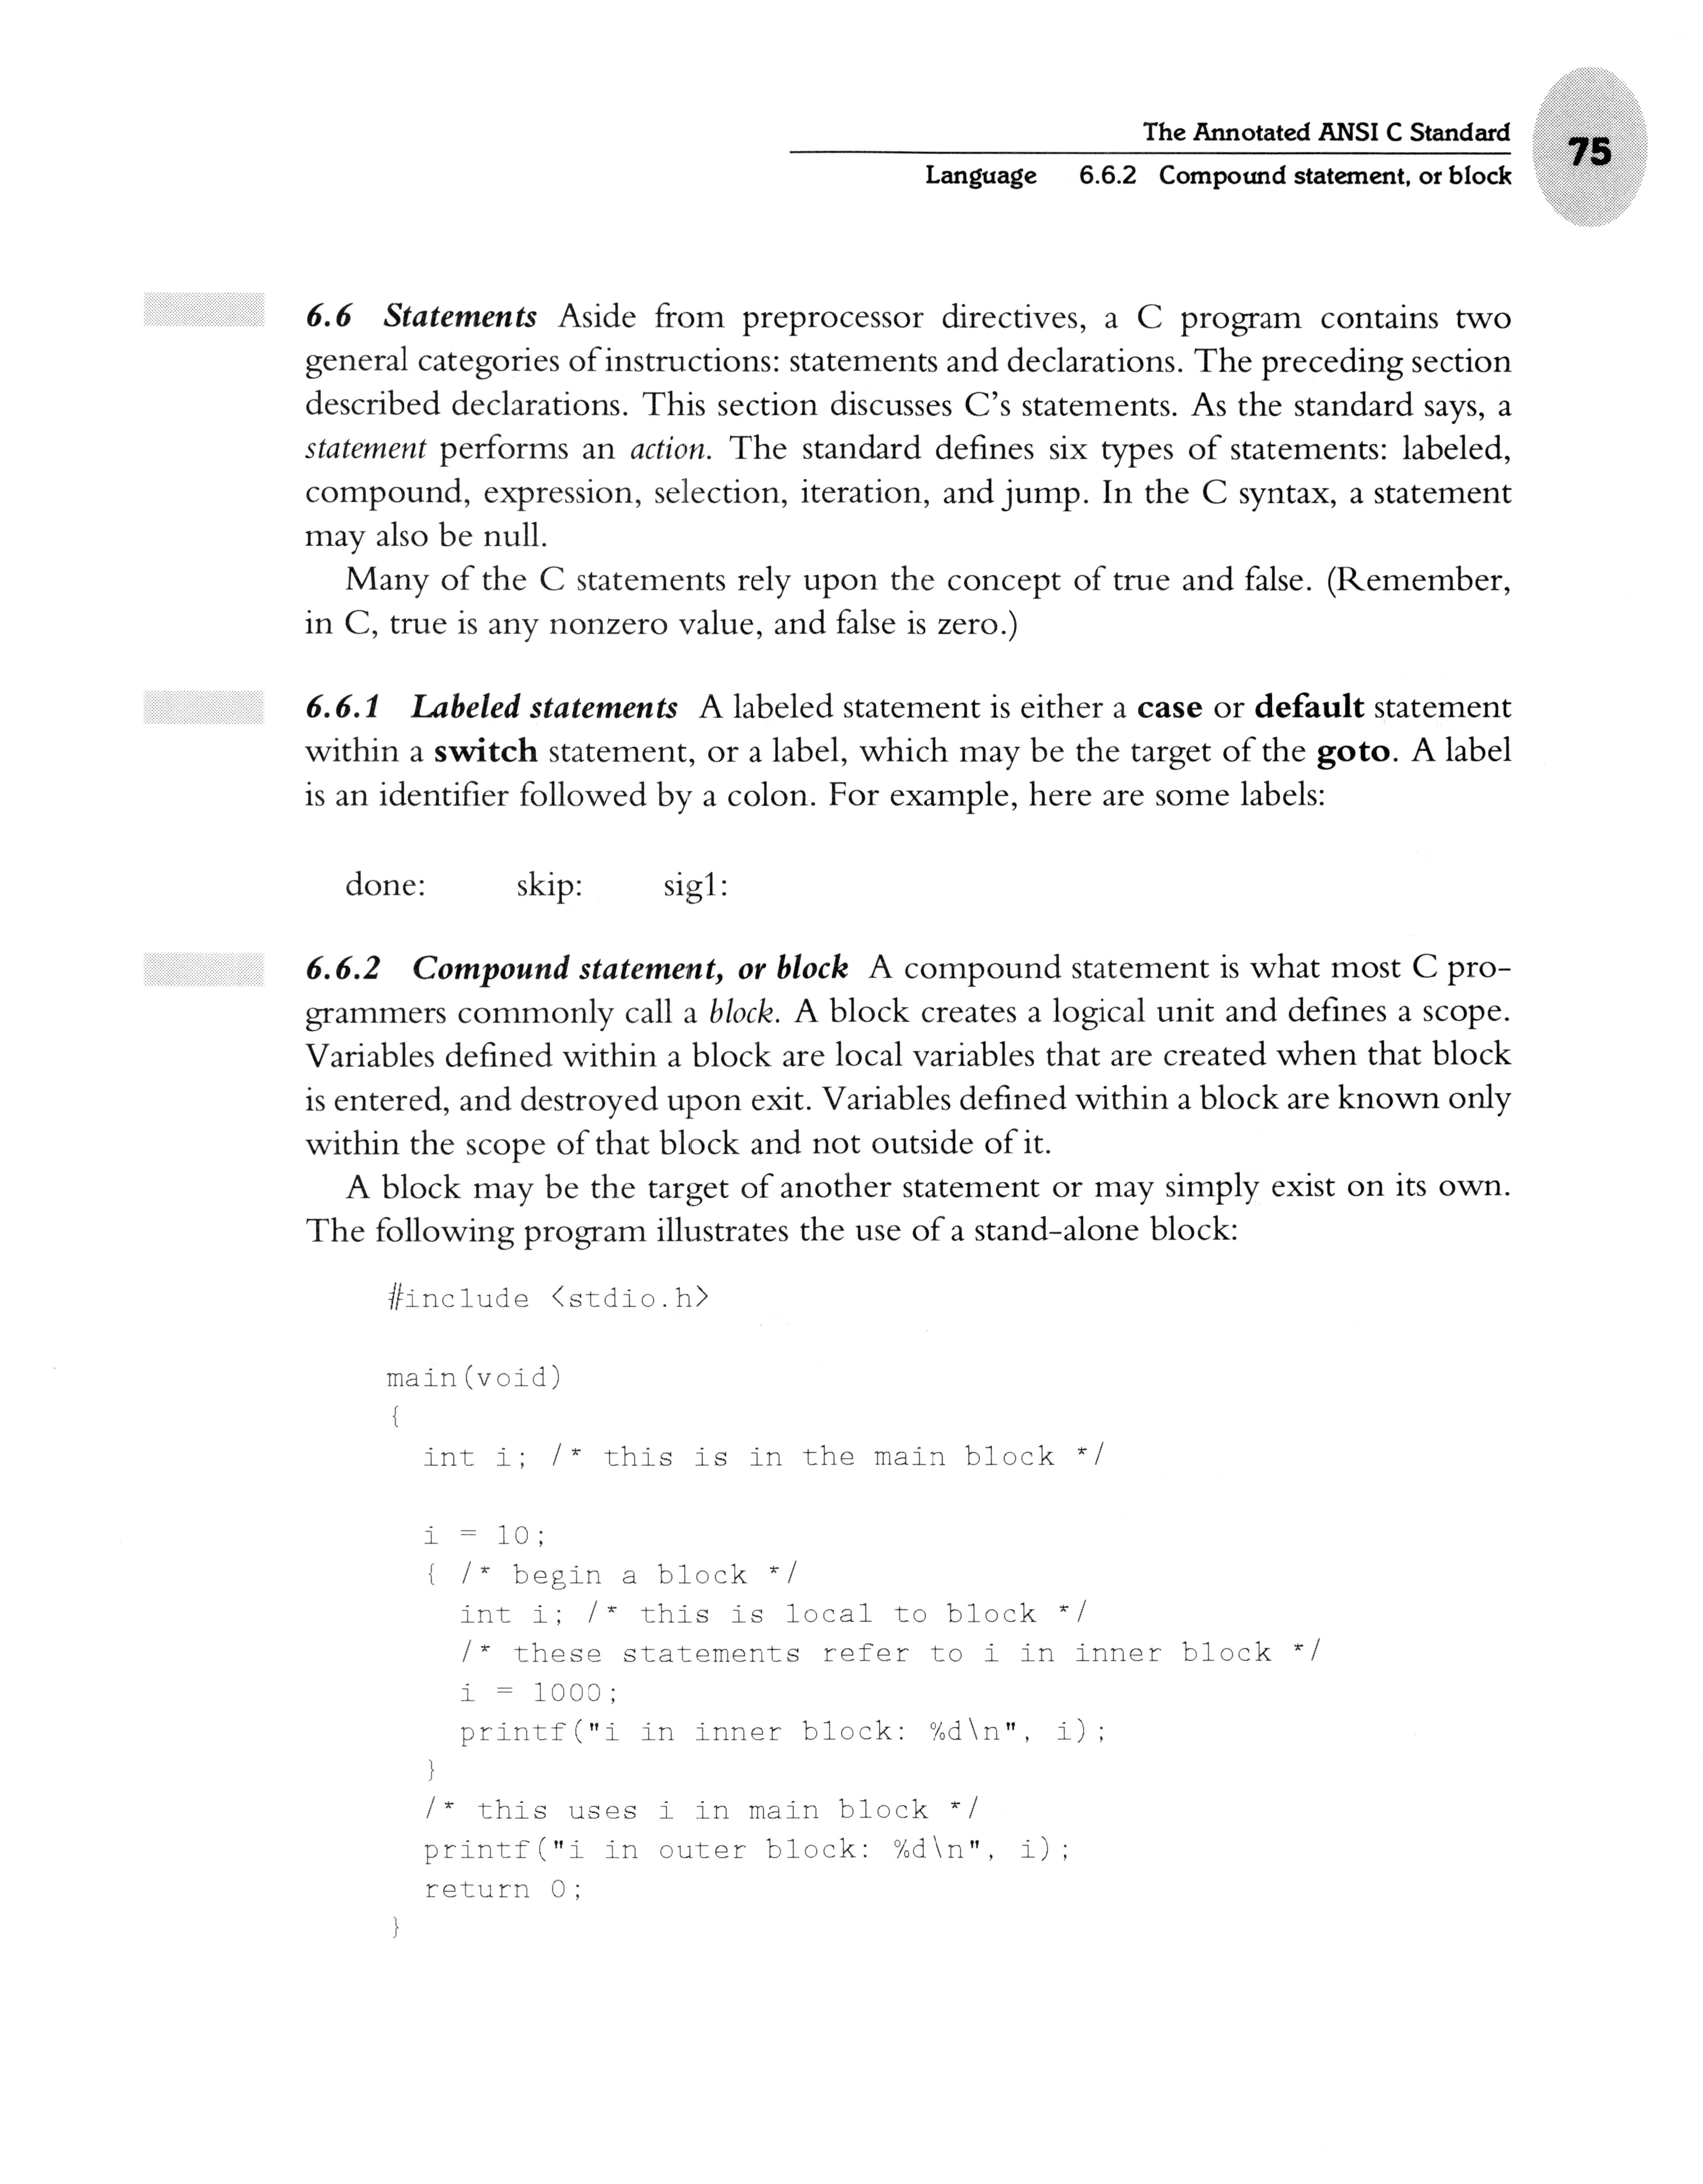 The Annotated ANSI C Standard
75
Language 6.6.2 Compound statement, or block
6.6 Statements Aside from preprocessor directives, a C program contains two
general categories of instructions: statements and declarations. The preceding section
described declarations. This section discusses C's statements. As the standard says, a
statement performs an action. The standard defines six types of statements: labeled,
compound, expression, selection, iteration, and jump. In the C syntax, a statement
may also be null.
Many of the C statements rely upon the concept of true and false. (Remember,
in C, true is any nonzero value, and false is zero.)
6.6.1 Labeled statements A labeled statement is either a case or default statement
within a switch statement, or a label, which may be the target of the goto. A label
is an identifier followed by a colon. For example, here are some labels:
done: skip: sig1:
6.6.2 Compound statement, or block A compound statement is what most C pro-
grammers commonly call a block. A block creates a logical unit and defines a scope.
Variables defined within a block are local variables that are created when that block
is entered, and destroyed upon exit. Variables defined within a block are known only
within the scope of that block and not outside of it.
A block may be the target of another statement or may simply exist on its own.
The following program illustrates the use of a stand-alone block:
#include <stdio.h>
main(void)
{
int i; /* this is in the main block */
i = 10;
{ /* begin a block */
int i; /* this is local to block */
/* these statements refer to i in inner block */
i = 1000;
printf("i in inner block: %d\n", i);
}
/* this uses i in main block */
printf("i in outer block: %d\n", i);
return 0;
}